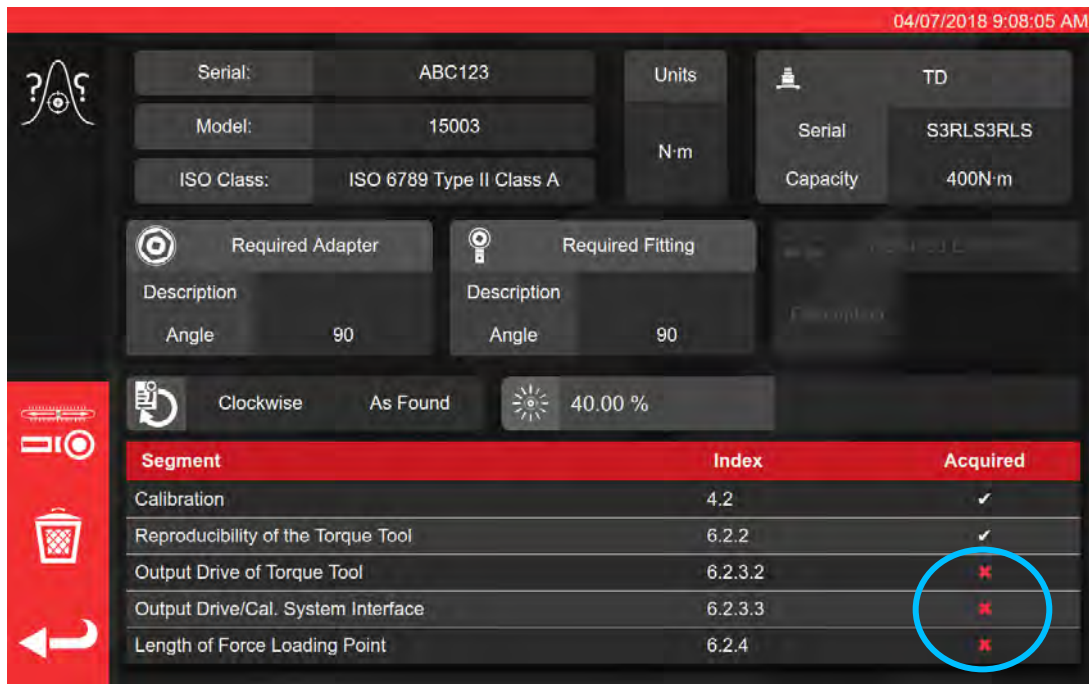 04/07/2018 9:08:05 AM
Serial: ABC123
Model: 15003
ISO Class: ISO 6789 Type II Class A
Units
N·m
TD
Serial S3RLS3RLS
Capacity 400N·m
Required Adapter
Description
Angle 90
Required Fitting
Description
Angle 90
Description
Clockwise As Found
40.00 %
Segment Index Acquired
Calibration 4.2 ✔
Reproducibility of the Torque Tool 6.2.2 ✔
Output Drive of Torque Tool 6.2.3.2 ✖
Output Drive/Cal. System Interface 6.2.3.3 ✖
Length of Force Loading Point 6.2.4 ✖